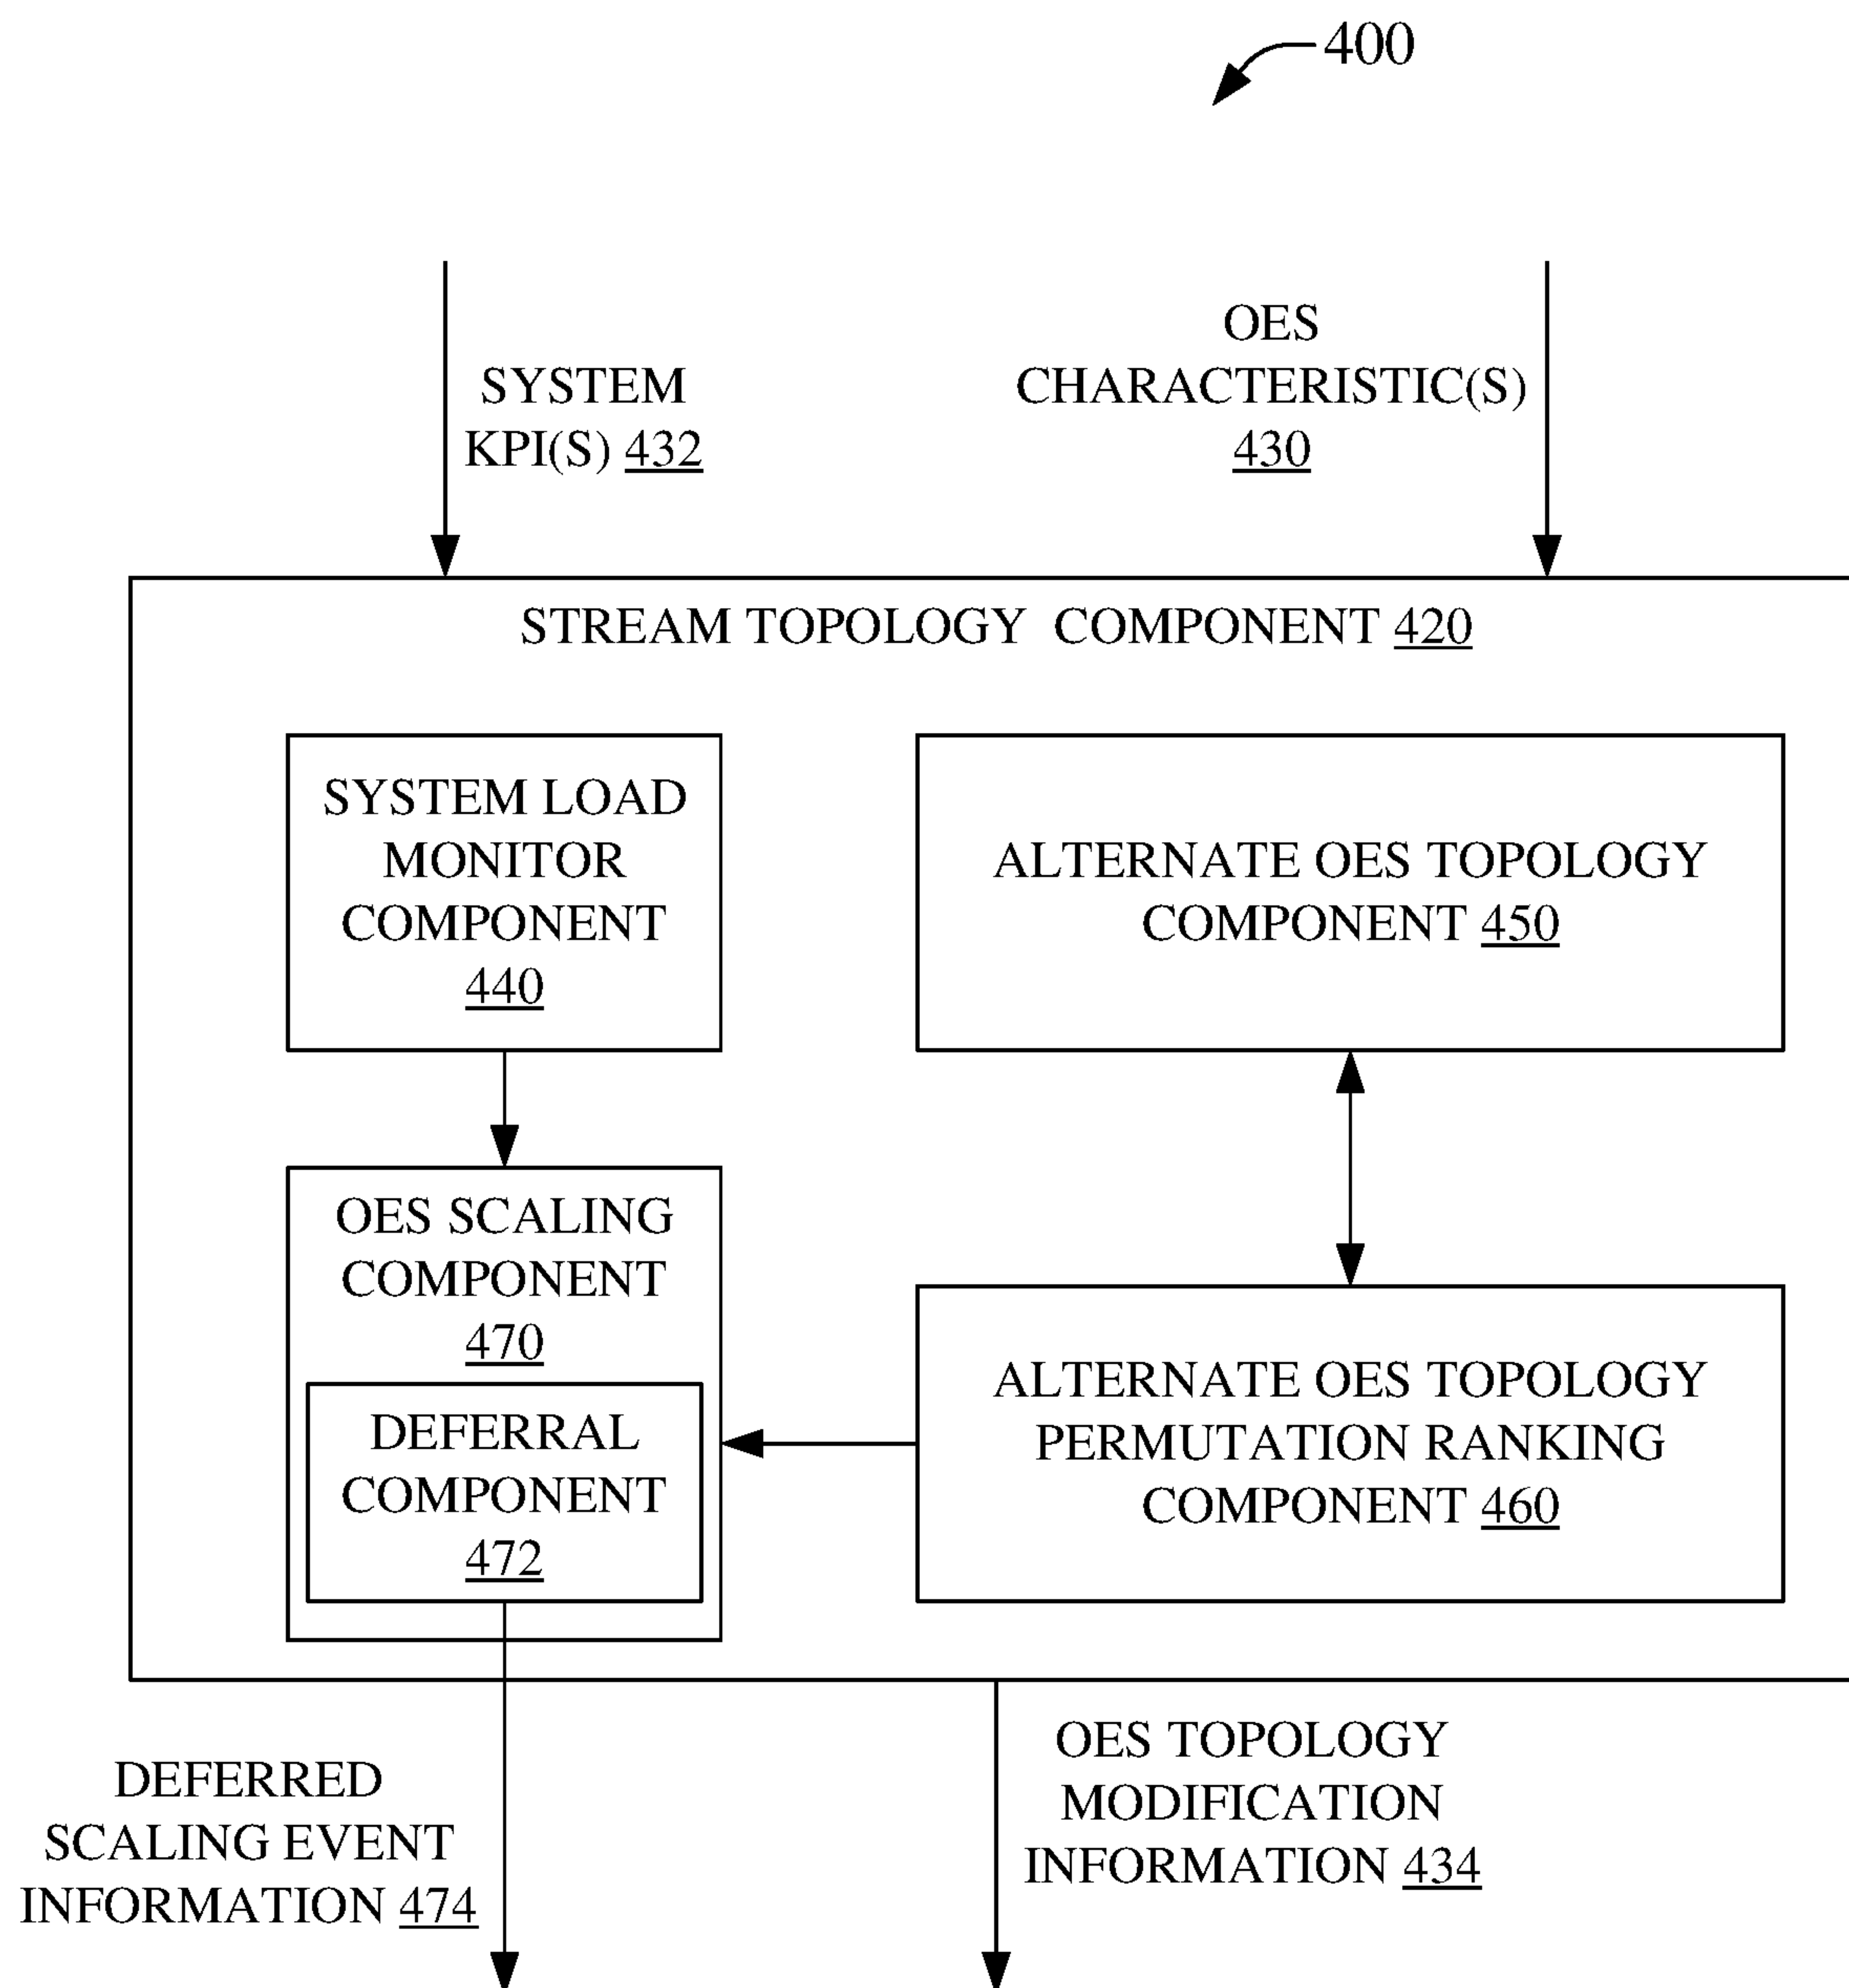 400
SYSTEM
KPI(S) 432
OES
CHARACTERISTIC(S)
430
STREAM TOPOLOGY COMPONENT 420
SYSTEM LOAD
MONITOR
COMPONENT
440
ALTERNATE OES TOPOLOGY
COMPONENT 450
OES SCALING
COMPONENT
470
DEFERRAL
COMPONENT
472
ALTERNATE OES TOPOLOGY
PERMUTATION RANKING
COMPONENT 460
DEFERRED
SCALING EVENT
INFORMATION 474
OES TOPOLOGY
MODIFICATION
INFORMATION 434